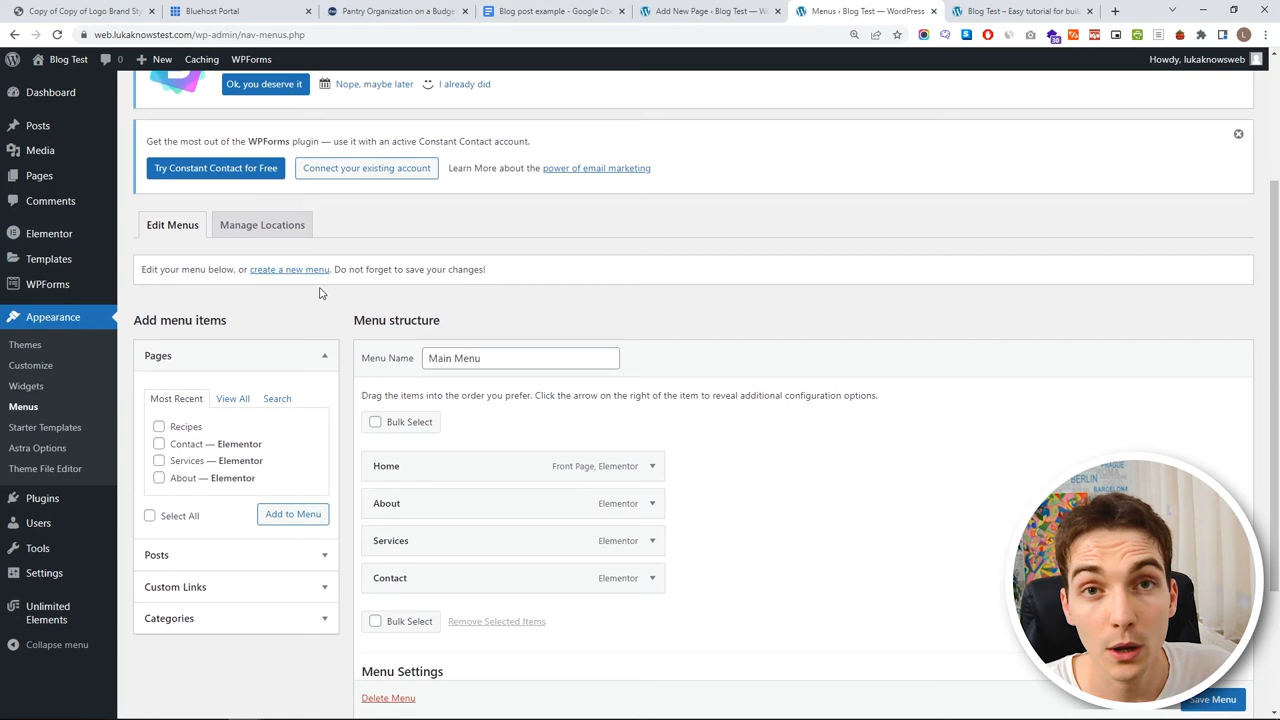 Copy of Copy of Logo Brand Sty
Bluehost Portal
Pantry Organization on a Budge
Blog post example - Google Doc
Add New Page ‹ Blog Test — Wo
Menus ‹ Blog Test — WordPress
Blog Test – Easy tutorial for buil
web.lukaknowstest.com/wp-admin/nav-menus.php
Blog Test 0 New Caching WPForms Howdy, lukaknowsweb
Dashboard
Posts
Media
Pages
Comments
Elementor
Templates
WPForms
Appearance
Themes
Customize
Widgets
Menus
Starter Templates
Astra Options
Theme File Editor
Plugins
Users
Tools
Settings
Unlimited
Elements
Collapse menu
Ok, you deserve it Nope, maybe later I already did
Get the most out of the WPForms plugin — use it with an active Constant Contact account.
Try Constant Contact for Free Connect your existing account Learn More about the power of email marketing
Edit Menus Manage Locations
Edit your menu below, or create a new menu. Do not forget to save your changes!
Add menu items
Pages
Most Recent View All Search
Recipes
Contact — Elementor
Services — Elementor
About — Elementor
Select All Add to Menu
Posts
Custom Links
Categories
Menu structure
Menu Name Main Menu
Drag the items into the order you prefer. Click the arrow on the right of the item to reveal additional configuration options.
Bulk Select
Home Front Page, Elementor
About Elementor
Services Elementor
Contact Elementor
Bulk Select Remove Selected Items
Menu Settings
Delete Menu
Save Menu
PRAGUE
BERLIN
BARCELON